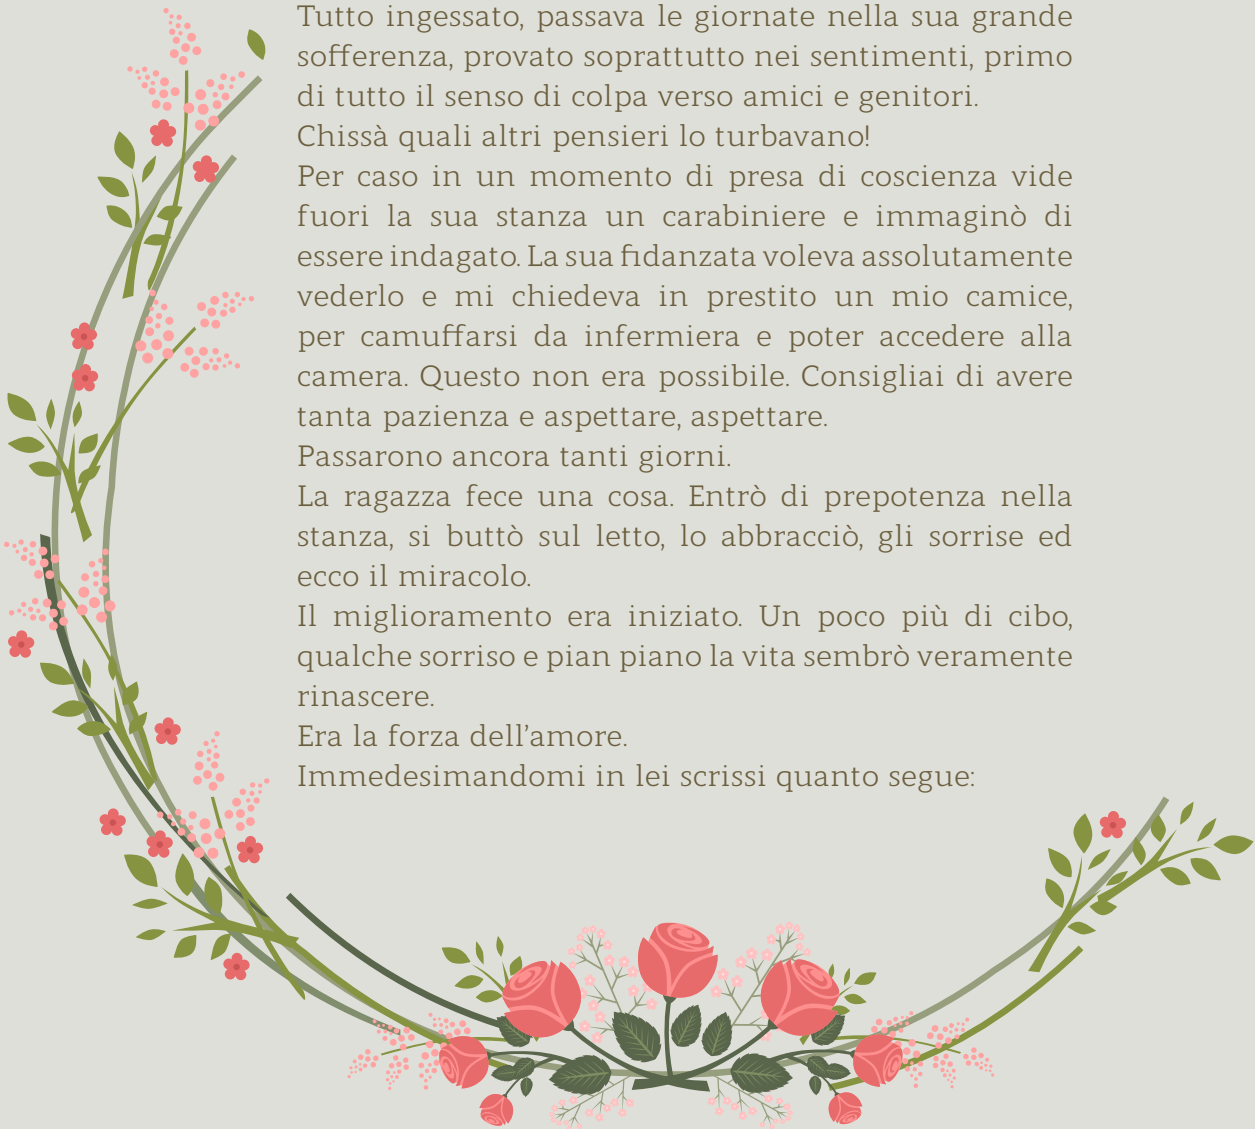 Tutto ingessato, passava le giornate nella sua grande
sofferenza, provato soprattutto nei sentimenti, primo
di tutto il senso di colpa verso amici e genitori.
Chissà quali altri pensieri lo turbavano!
Per caso in un momento di presa di coscienza vide
fuori la sua stanza un carabiniere e immaginò di
essere indagato. La sua fidanzata voleva assolutamente
vederlo e mi chiedeva in prestito un mio camice,
per camuffarsi da infermiera e poter accedere alla
camera. Questo non era possibile. Consigliai di avere
tanta pazienza e aspettare, aspettare.
Passarono ancora tanti giorni.
La ragazza fece una cosa. Entrò di prepotenza nella
stanza, si buttò sul letto, lo abbracciò, gli sorrise ed
ecco il miracolo.
Il miglioramento era iniziato. Un poco più di cibo,
qualche sorriso e pian piano la vita sembrò veramente
rinascere.
Era la forza dell’amore.
Immedesimandomi in lei scrissi quanto segue: